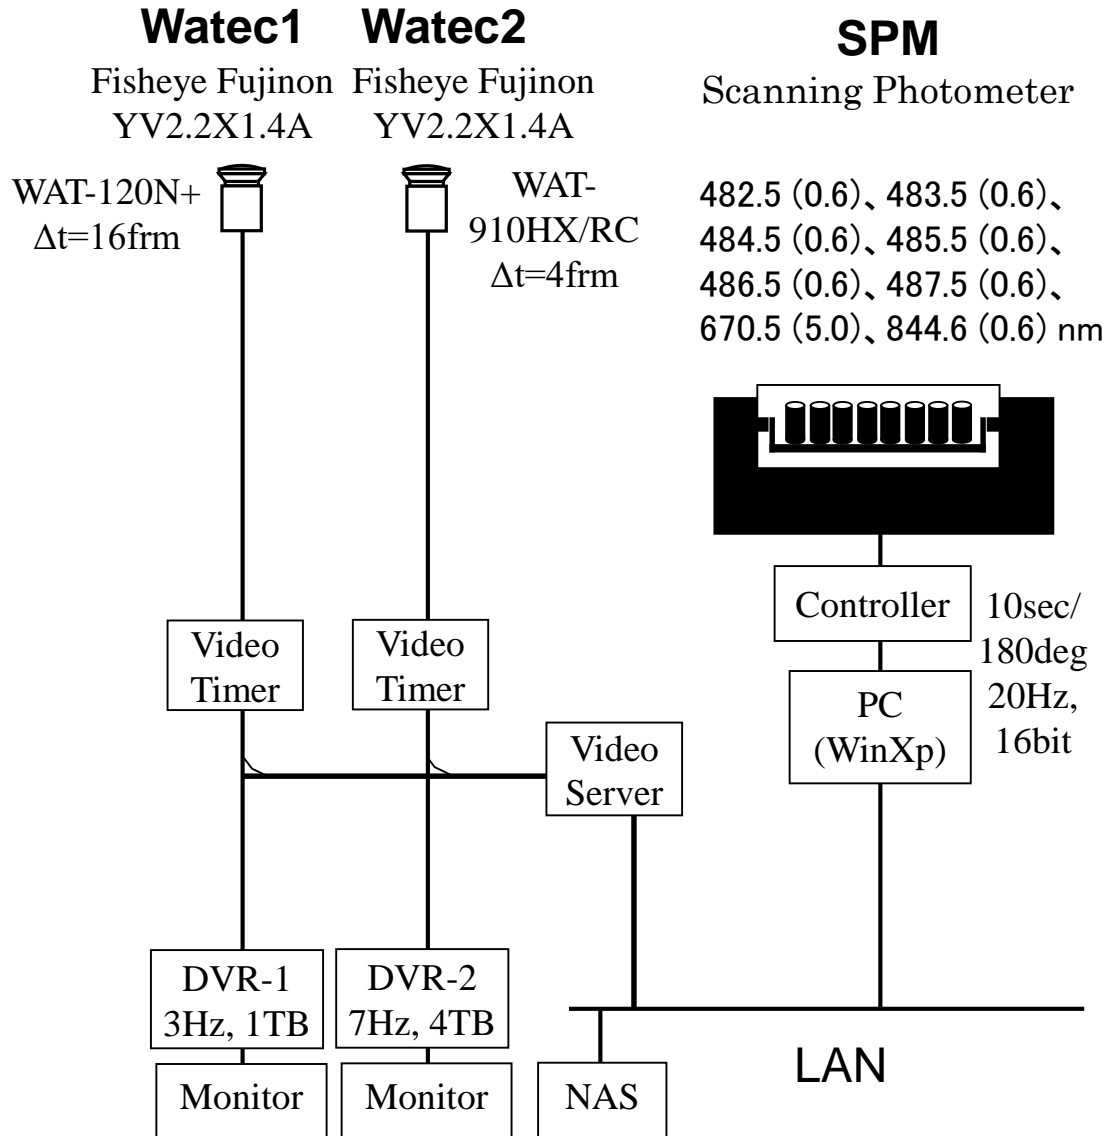 Watec1
Fisheye Fujinon
YV2.2X1.4A
WAT-120N+
Δt=16frm
Watec2
Fisheye Fujinon
YV2.2X1.4A
WAT-
910HX/RC
Δt=4frm
SPM
Scanning Photometer
482.5 (0.6)、483.5 (0.6)、
484.5 (0.6)、485.5 (0.6)、
486.5 (0.6)、487.5 (0.6)、
670.5 (5.0)、844.6 (0.6) nm
Video
Timer
Video
Timer
Video
Server
Controller
PC
(WinXp)
10sec/
180deg
20Hz,
16bit
DVR-1
3Hz, 1TB
DVR-2
7Hz, 4TB
Monitor
Monitor
NAS
LAN